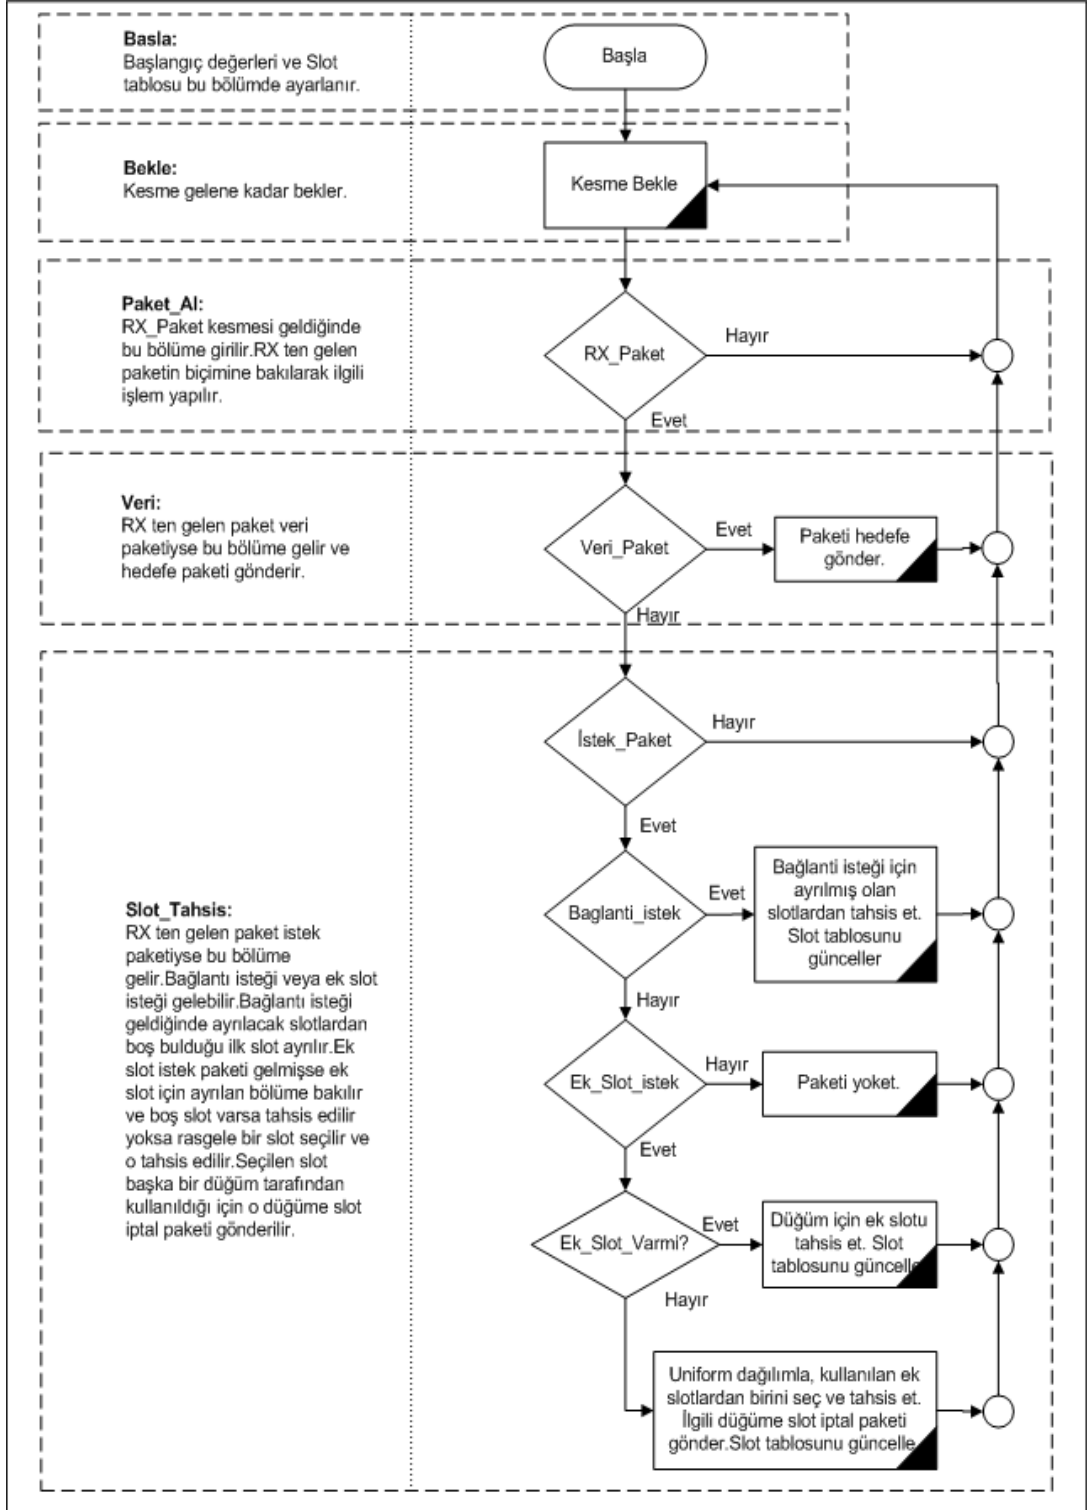 Basla:
Başlangıç değerleri ve Slot
tablosu bu bölümde ayarlanır.
Başla
Bekle:
Kesme gelene kadar bekler.
Kesme Bekle
Paket_Al:
RX_Paket kesmesi geldiğinde
bu bölüme girilir.RX ten gelen
paketin biçimine bakılarak ilgili
işlem yapılır.
RX_Paket
Hayır
Evet
Veri:
RX ten gelen paket veri
paketiyse bu bölüme gelir ve
hedefe paketi gönderir.
Veri_Paket
Evet
Paketi hedefe
gönder.
Hayır
İstek_Paket
Hayır
Evet
Slot_Tahsis:
RX ten gelen paket istek
paketiyse bu bölüme
gelir.Bağlantı isteği veya ek slot
isteği gelebilir.Bağlantı isteği
geldiğinde ayrılacak slotlardan
boş bulduğu ilk slot ayrılır.Ek
slot istek paketi gelmişse ek
slot için ayrılan bölüme bakılır
ve boş slot varsa tahsis edilir
yoksa rasgele bir slot seçilir ve
o tahsis edilir.Seçilen slot
başka bir düğüm tarafından
kullanıldığı için o düğüme slot
iptal paketi gönderilir.
Baglanti_istek
Evet
Bağlanti isteği için
ayrılmış olan
slotlardan tahsis et.
Slot tablosunu
günceller
Hayır
Ek_Slot_istek
Hayır
Paketi yoket.
Evet
Ek_Slot_Varmi?
Evet
Düğüm için ek slotu
tahsis et. Slot
tablosunu güncelle
Hayır
Uniform dağılımla, kullanılan ek
slotlardan birini seç ve tahsis et.
İlgili düğüme slot iptal paketi
gönder.Slot tablosunu güncelle